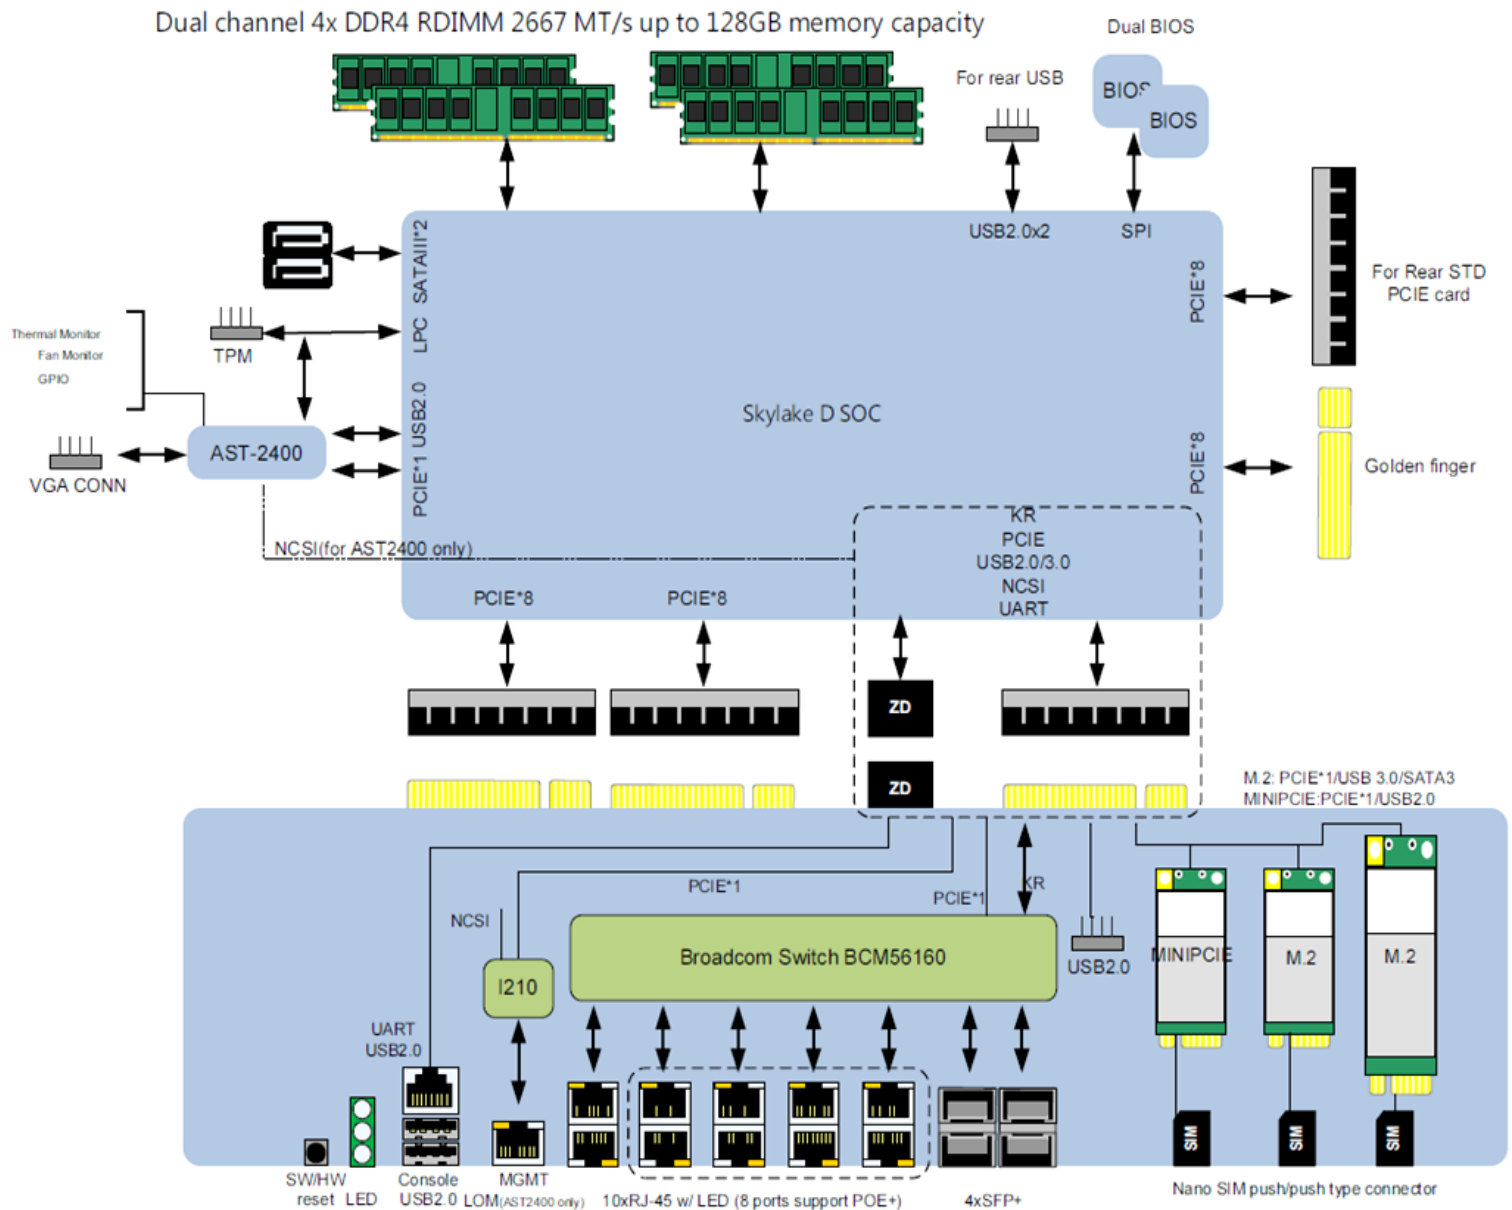 Dual channel 4x DDR4 RDIMM 2667 MT/s up to 128GB memory capacity
Dual BIOS
For rear USB
BIOS
BIOS
USB2.0x2
SPI
SATAIII*2
LPC
USB2.0
PCIE*1
PCIE*8
For Rear STD
PCIE card
Thermal Monitor
Fan Monitor
GPIO
TPM
AST-2400
VGA CONN
Skylake D SOC
PCIE*8
Golden finger
NCSI(for AST2400 only)
KR
PCIE
USB2.0/3.0
NCSI
UART
PCIE*8
PCIE*8
ZD
ZD
M.2: PCIE*1/USB 3.0/SATA3
MINIPCIE:PCIE*1/USB2.0
PCIE*1
PCIE*1
KR
NCSI
I210
Broadcom Switch BCM56160
USB2.0
MINIPCIE
M.2
M.2
UART
USB2.0
SIM
SIM
SIM
SW/HW
reset
LED
Console
USB2.0
MGMT
LOM(AST2400 only)
10xRJ-45 w/ LED (8 ports support POE+)
4xSFP+
Nano SIM push/push type connector